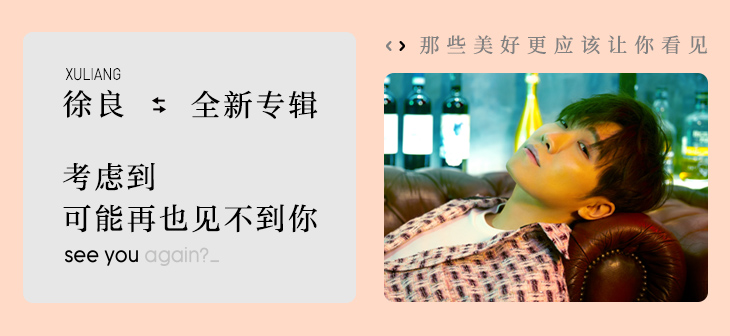 XULIANG
徐良 ⇆ 全新专辑
考虑到
可能再也见不到你
see you again?_
‹ › 那些美好更应该让你看见